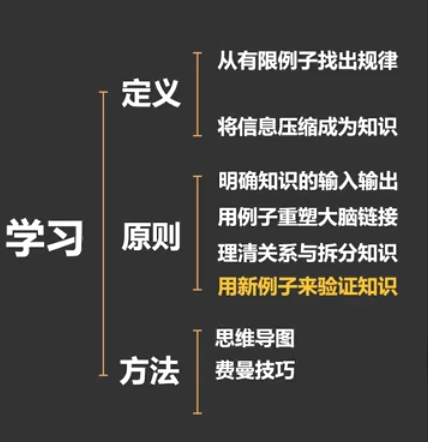 学习
定义
从有限例子找出规律
将信息压缩成为知识
原则
明确知识的输入输出
用例子重塑大脑链接
理清关系与拆分知识
用新例子来验证知识
方法
思维导图
费曼技巧